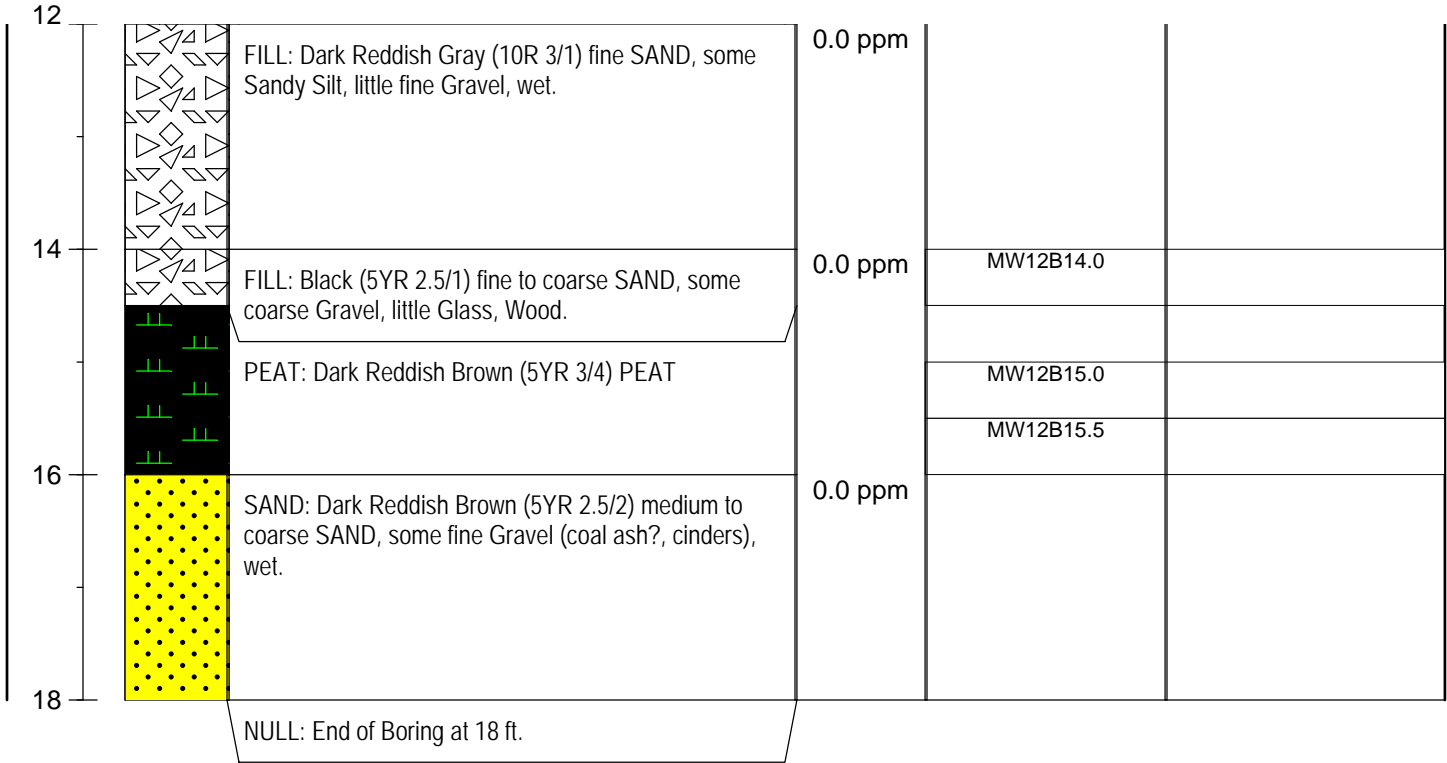 12
FILL: Dark Reddish Gray (10R 3/1) fine SAND, some
Sandy Silt, little fine Gravel, wet.
0.0 ppm
14
FILL: Black (5YR 2.5/1) fine to coarse SAND, some
coarse Gravel, little Glass, Wood.
0.0 ppm
MW12B14.0
PEAT: Dark Reddish Brown (5YR 3/4) PEAT
MW12B15.0
MW12B15.5
16
SAND: Dark Reddish Brown (5YR 2.5/2) medium to
coarse SAND, some fine Gravel (coal ash?, cinders),
wet.
0.0 ppm
18
NULL: End of Boring at 18 ft.